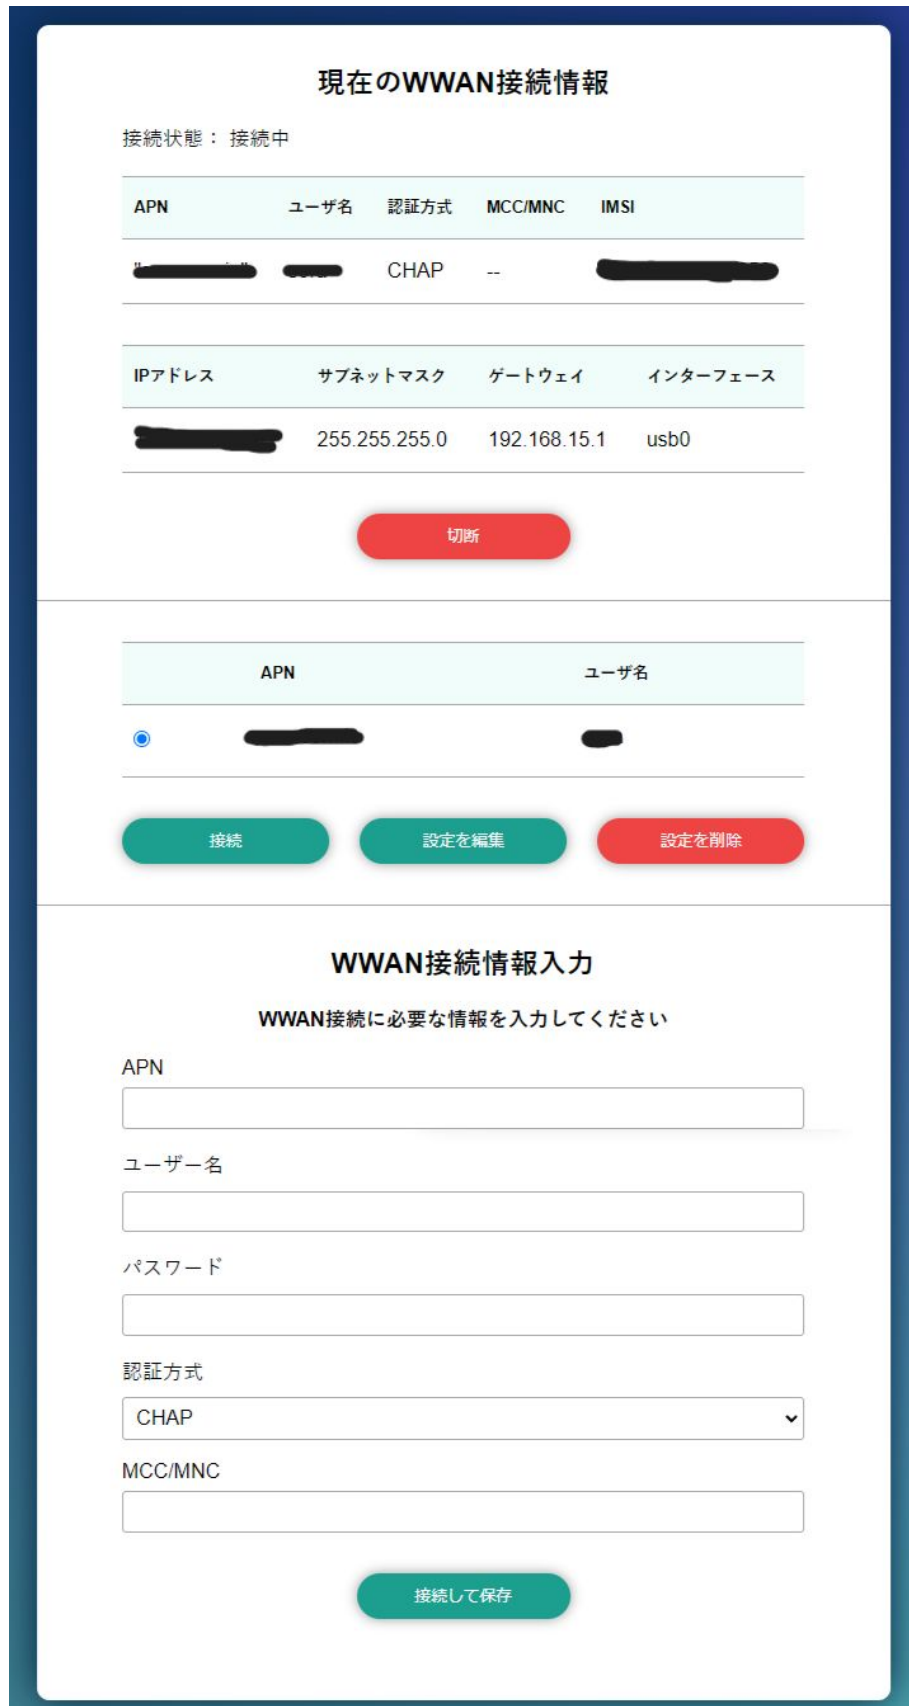 現在のWWAN接続情報
接続状態： 接続中
APN ユーザ名 認証方式 MCC/MNC IMSI
CHAP --
IPアドレス サブネットマスク ゲートウェイ インターフェース
255.255.255.0 192.168.15.1 usb0
切断
APN ユーザ名
接続 設定を編集 設定を削除
WWAN接続情報入力
WWAN接続に必要な情報を入力してください
APN
ユーザー名
パスワード
認証方式
CHAP
MCC/MNC
接続して保存